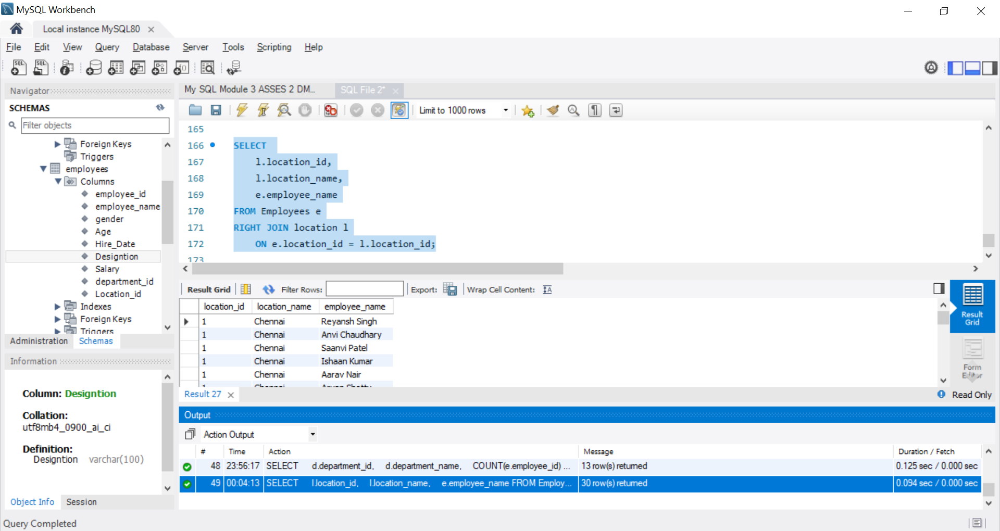 MySQL Workbench
Local instance MySQL80
File Edit View Query Database Server Tools Scripting Help
Navigator
SCHEMAS
Filter objects
Foreign Keys
Triggers
employees
Columns
employee_id
employee_name
gender
Age
Hire_Date
Designtion
Salary
department_id
Location_id
Indexes
Foreign Keys
Triggers
Administration Schemas
Information
Column: Designtion
Collation:
utf8mb4_0900_ai_ci
Definition:
Designtion varchar(100)
Object Info Session
My SQL Module 3 ASSES 2 DM... SQL File 2*
Limit to 1000 rows
165
166 SELECT
167 l.location_id,
168 l.location_name,
169 e.employee_name
170 FROM Employees e
171 RIGHT JOIN location l
172 ON e.location_id = l.location_id;
173
Result Grid Filter Rows: Export: Wrap Cell Content:
location_id location_name employee_name
1 Chennai Reyansh Singh
1 Chennai Anvi Chaudhary
1 Chennai Saanvi Patel
1 Chennai Ishaan Kumar
1 Chennai Aarav Nair
Result
Grid
Form
Editor
Result 27
Read Only
Output
Action Output
# Time Action Message Duration / Fetch
48 23:56:17 SELECT d.department_id, d.department_name, COUNT(e.employee_id) ... 13 row(s) returned 0.125 sec / 0.000 sec
49 00:04:13 SELECT l.location_id, l.location_name, e.employee_name FROM Employ... 30 row(s) returned 0.094 sec / 0.000 sec
Query Completed